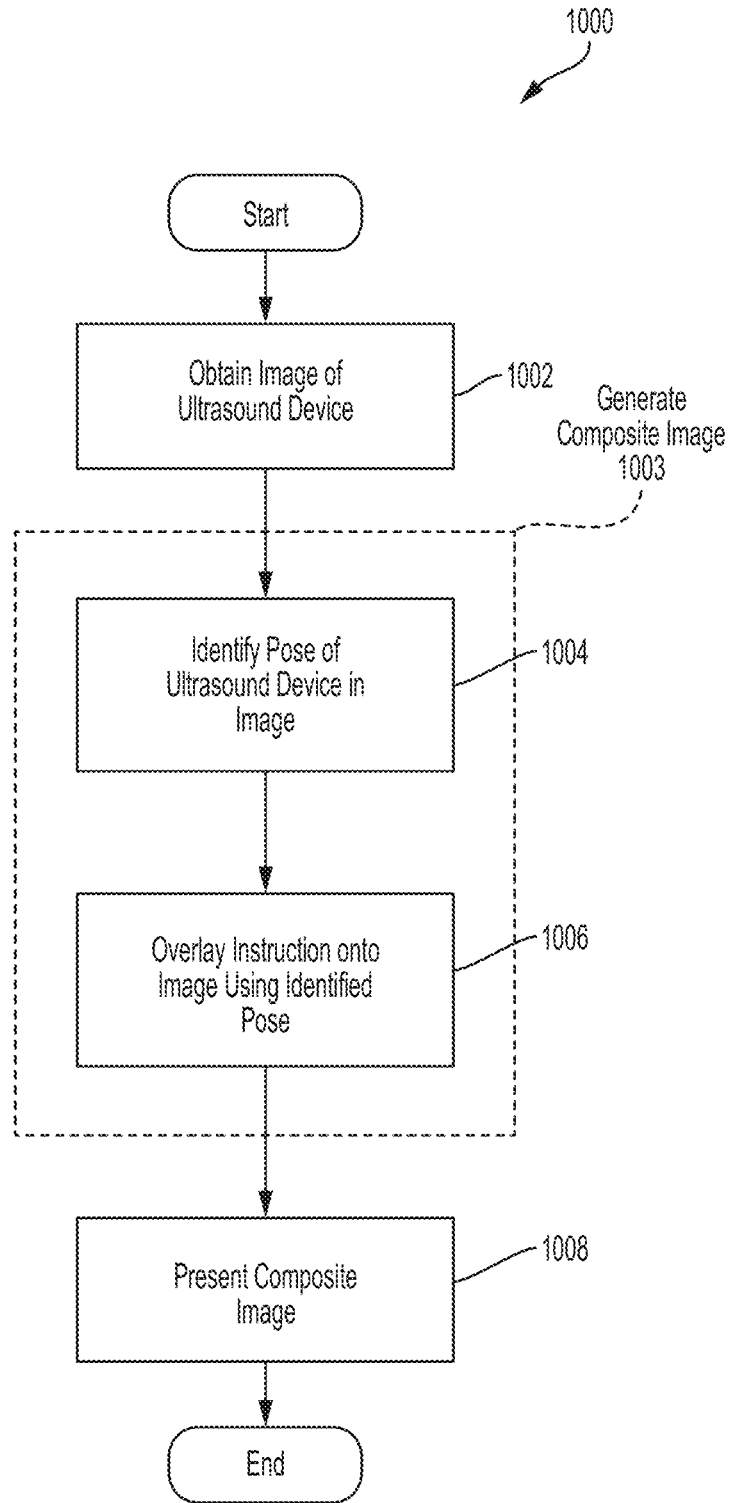 1000
Start
Obtain Image of
Ultrasound Device
1002
Generate
Composite Image
1003
Identify Pose of
Ultrasound Device in
Image
1004
Overlay Instruction onto
Image Using Identified
Pose
1006
Present Composite
Image
1008
End